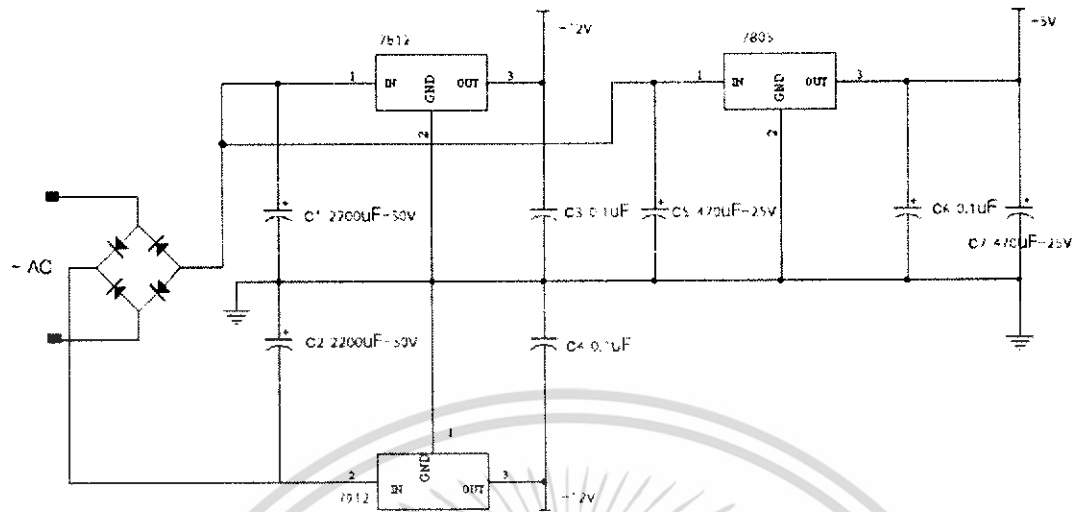 -12V
-5V
7812
7805
1 IN GND OUT 3
2
1 IN GND OUT 3
2
C1 2200uF-50V
C3 0.1uF
C5 470uF-25V
C6 0.1uF
C7 470uF-25V
~ AC
C2 2200uF-50V
C4 0.1uF
1
2 IN GND OUT 3
7912
-12V